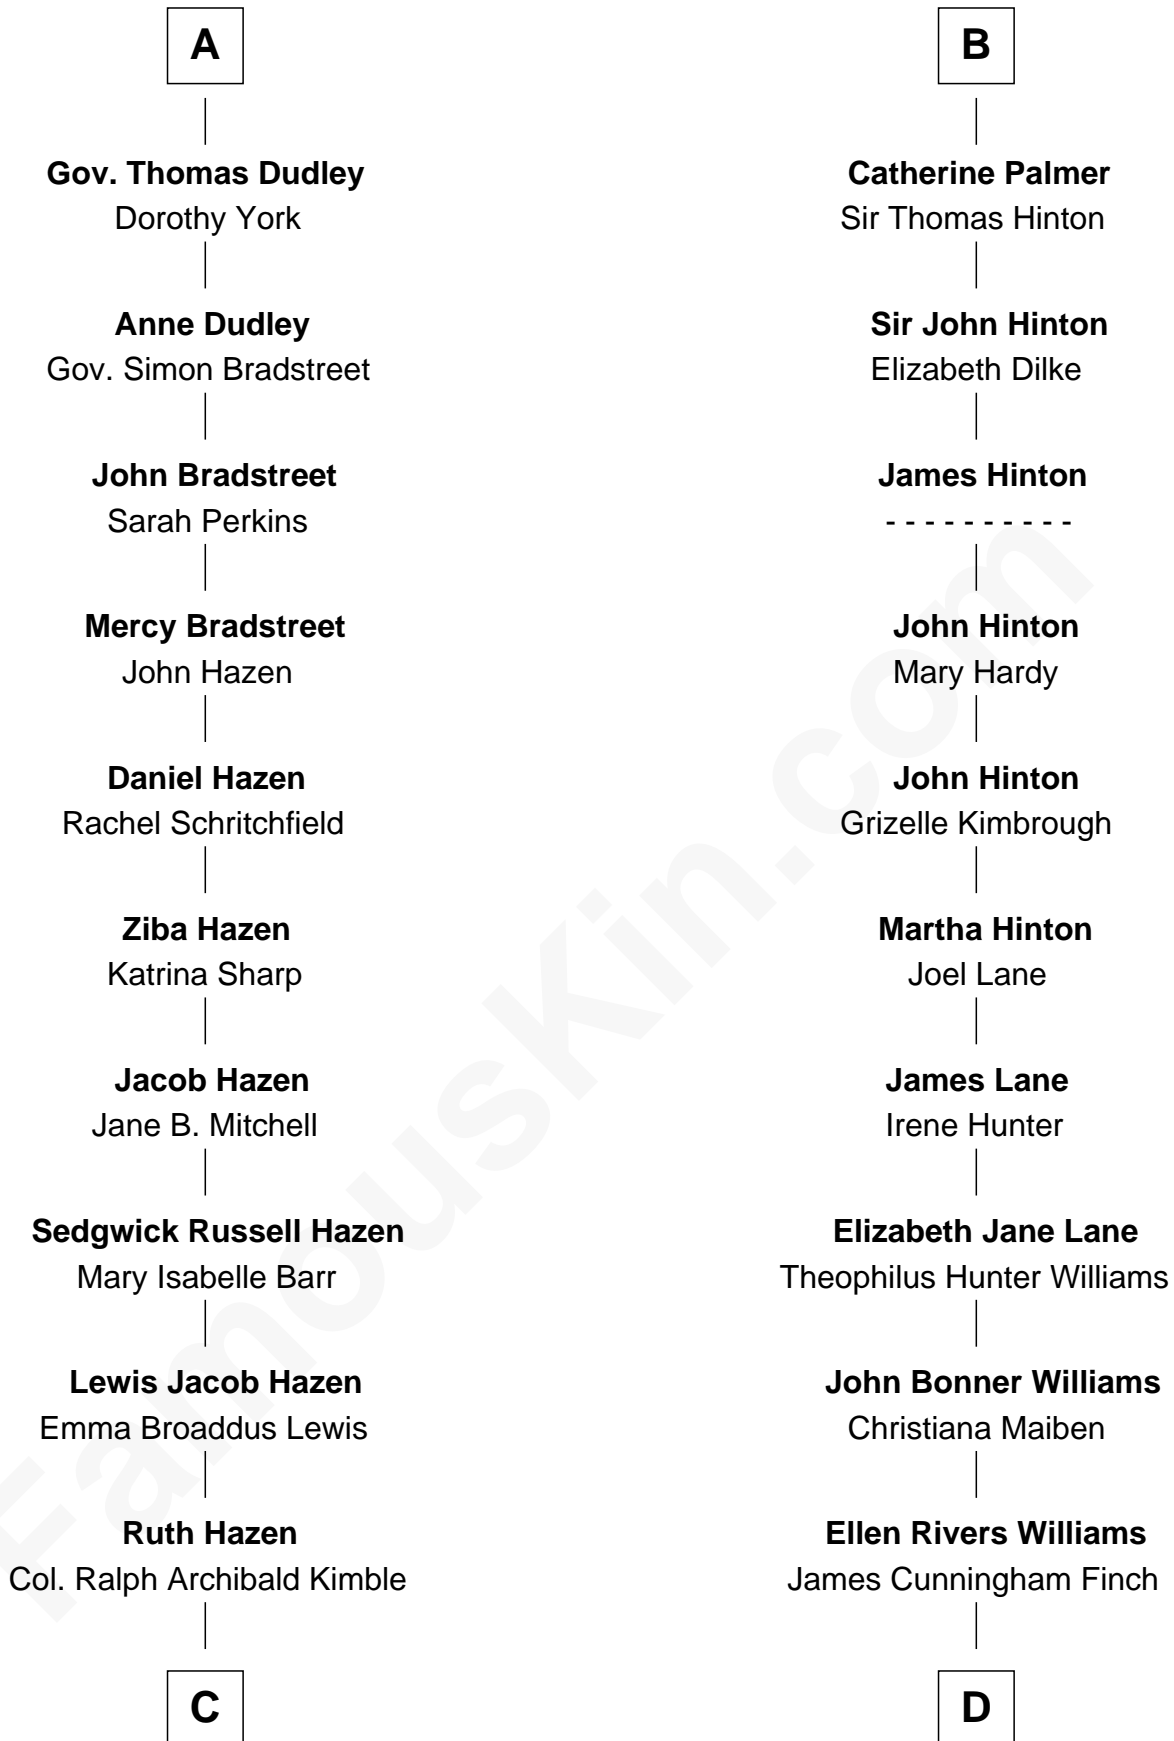 A
Gov. Thomas Dudley
Dorothy York
Anne Dudley
Gov. Simon Bradstreet
John Bradstreet
Sarah Perkins
Mercy Bradstreet
John Hazen
Daniel Hazen
Rachel Schritchfield
Ziba Hazen
Katrina Sharp
Jacob Hazen
Jane B. Mitchell
Sedgwick Russell Hazen
Mary Isabelle Barr
Lewis Jacob Hazen
Emma Broaddus Lewis
Ruth Hazen
Col. Ralph Archibald Kimble
C
B
Catherine Palmer
Sir Thomas Hinton
Sir John Hinton
Elizabeth Dilke
James Hinton
- - - - - - - - - -
John Hinton
Mary Hardy
John Hinton
Grizelle Kimbrough
Martha Hinton
Joel Lane
James Lane
Irene Hunter
Elizabeth Jane Lane
Theophilus Hunter Williams
John Bonner Williams
Christiana Maiben
Ellen Rivers Williams
James Cunningham Finch
D
FamousKin.com